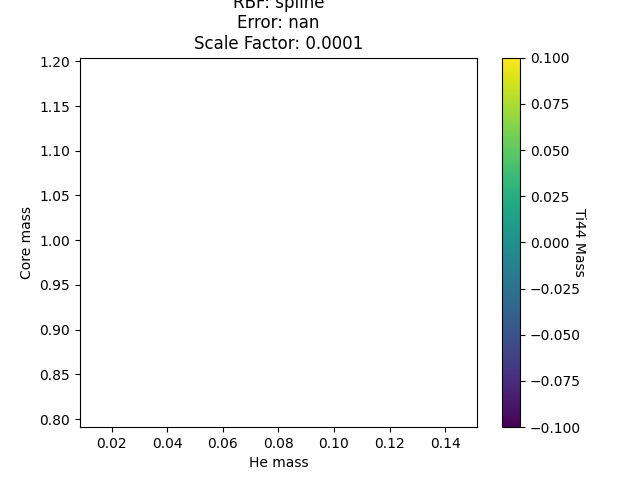 RBF: spline
Error: nan
Scale Factor: 0.0001
1.20
1.15
1.10
1.05
1.00
0.95
0.90
0.85
0.80
Core mass
0.02 0.04 0.06 0.08 0.10 0.12 0.14
He mass
0.100
0.075
0.050
0.025
0.000
−0.025
−0.050
−0.075
−0.100
Ti44 Mass